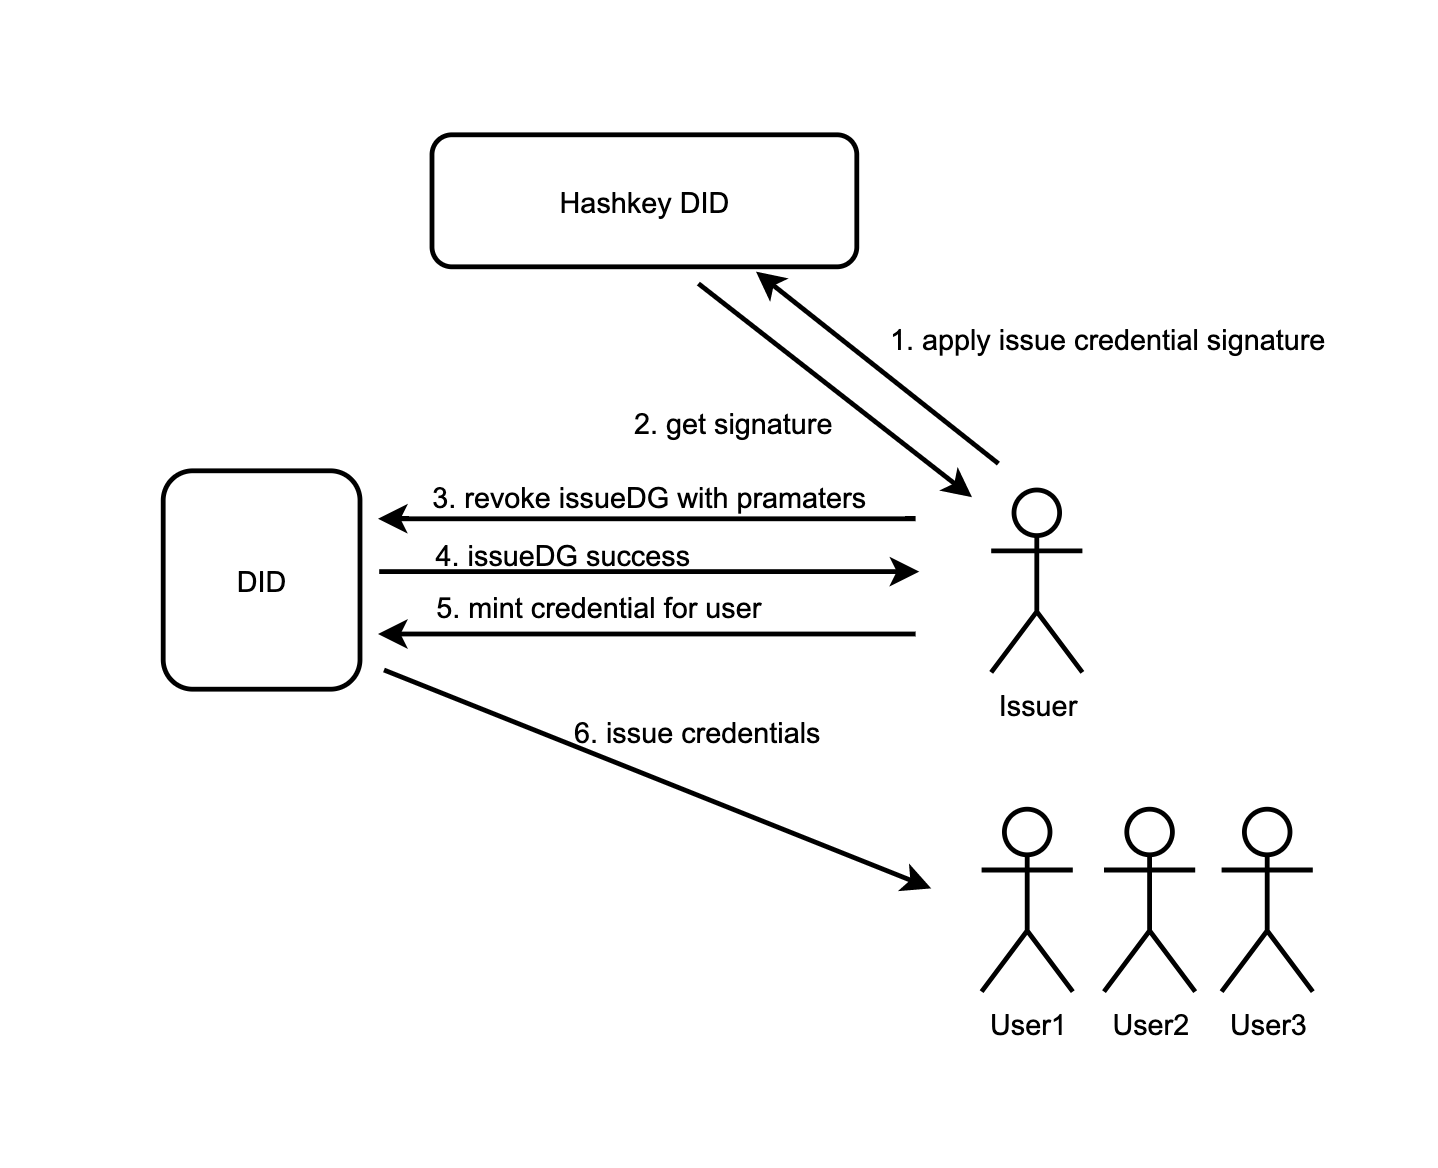 Hashkey DID
1. apply issue credential signature
2. get signature
3. revoke issueDG with pramaters
4. issueDG success
DID
5. mint credential for user
Issuer
6. issue credentials
User1
User2
User3